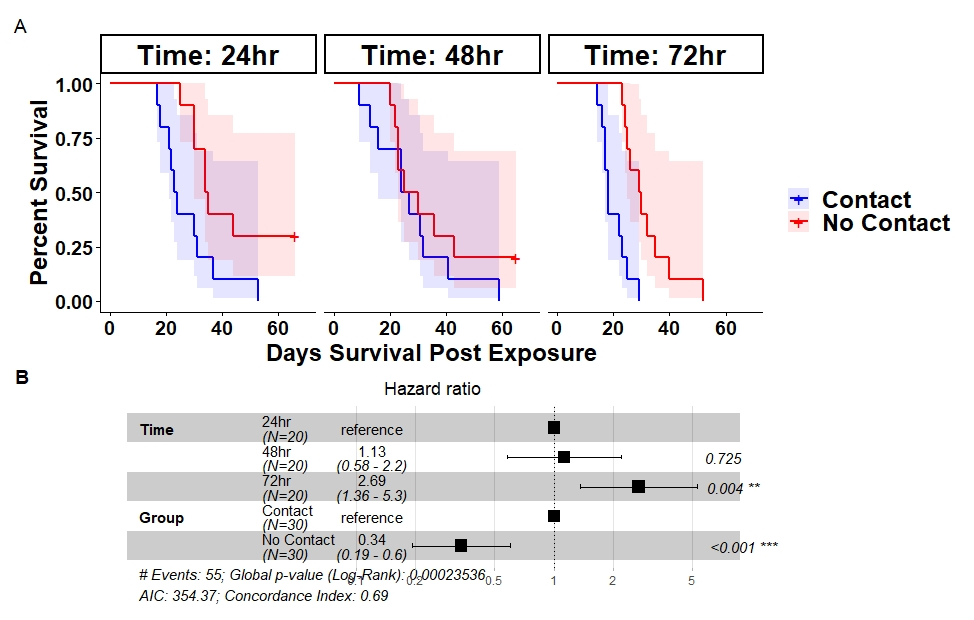 A
Time: 24hr Time: 48hr Time: 72hr
1.00
0.75
0.50
0.25
0.00
Percent Survival
0 20 40 60 0 20 40 60 0 20 40 60
Days Survival Post Exposure
Contact
No Contact
B
Hazard ratio
Time 24hr (N=20) reference
48hr (N=20) 1.13 (0.58 - 2.2) 0.725
72hr (N=20) 2.69 (1.36 - 5.3) 0.004 **
Group Contact (N=30) reference
No Contact (N=30) 0.34 (0.19 - 0.6) <0.001 ***
# Events: 55; Global p-value (Log-Rank): 0.00023536
0.1 0.2 0.5 1 2 5
AIC: 354.37; Concordance Index: 0.69